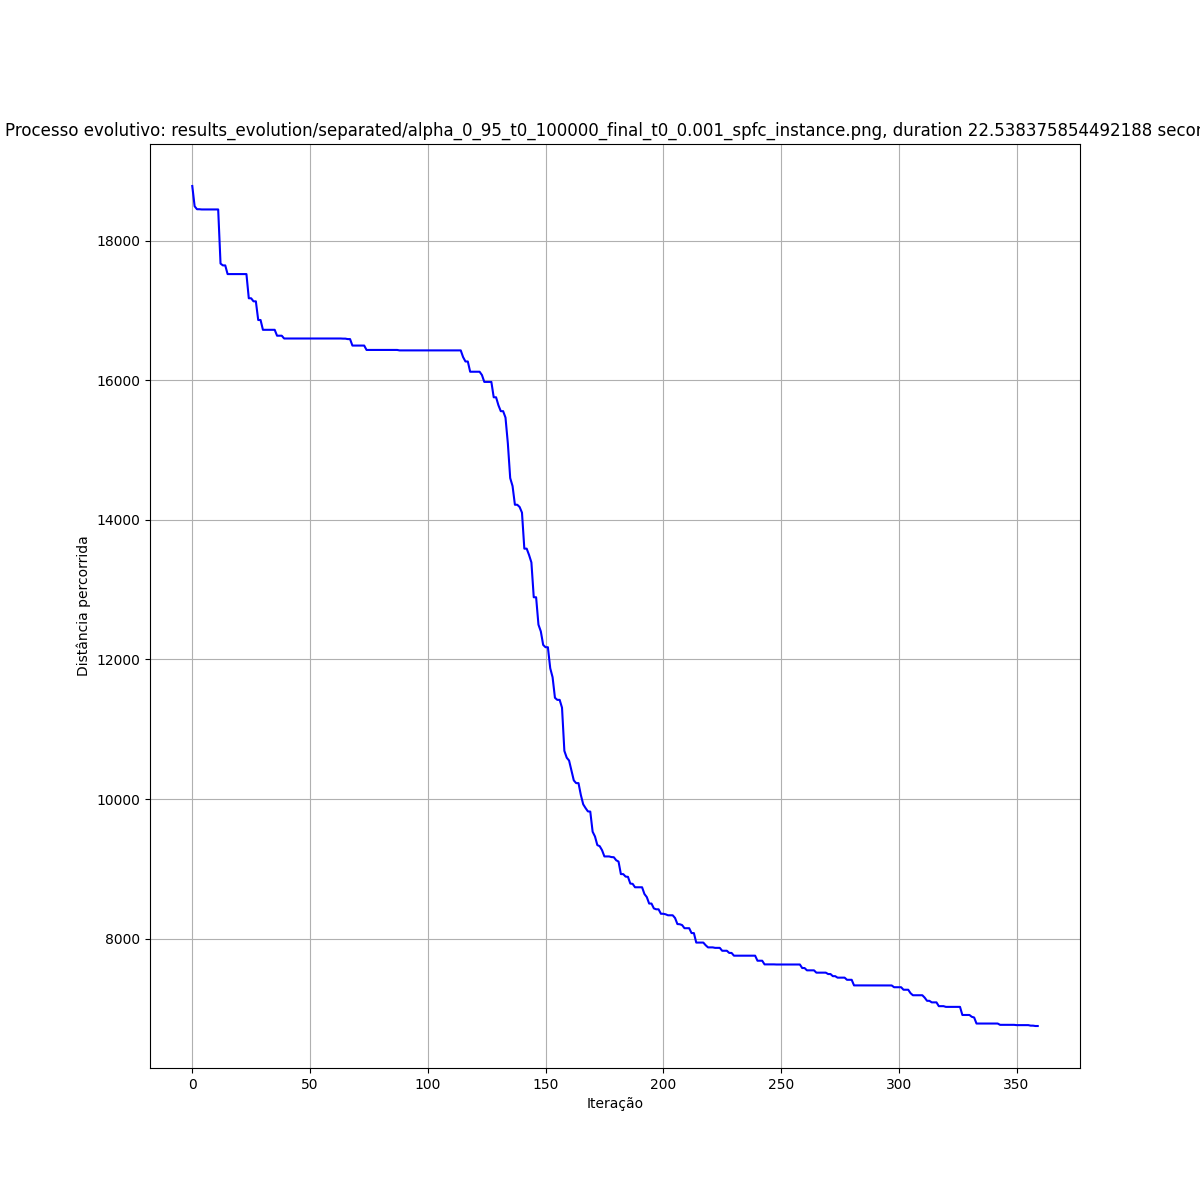 Processo evolutivo: results_evolution/separated/alpha_0_95_t0_100000_final_t0_0.001_spfc_instance.png, duration 22.538375854492188
18000
16000
14000
12000
10000
8000
Distância percorrida
0 50 100 150 200 250 300 350
Iteração